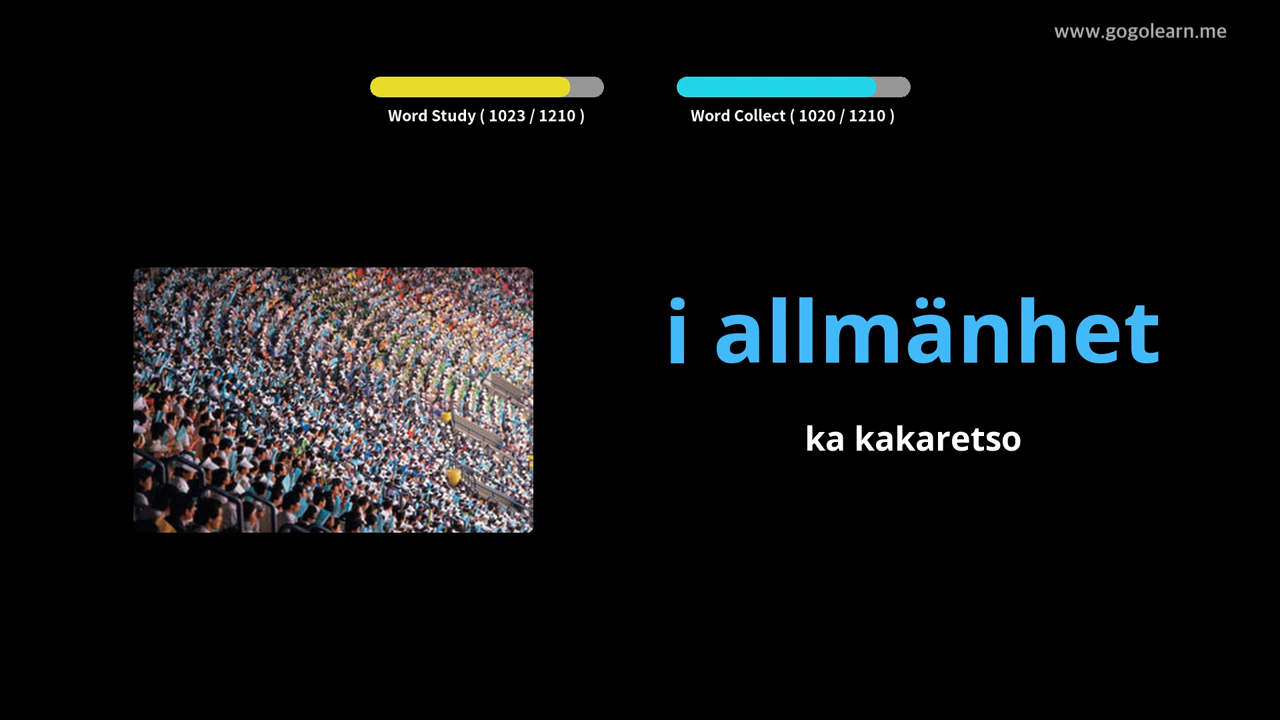 www.gogolearn.me
Word Study ( 1023 / 1210 )
Word Collect ( 1020 / 1210 )
i allmänhet
ka kakaretso